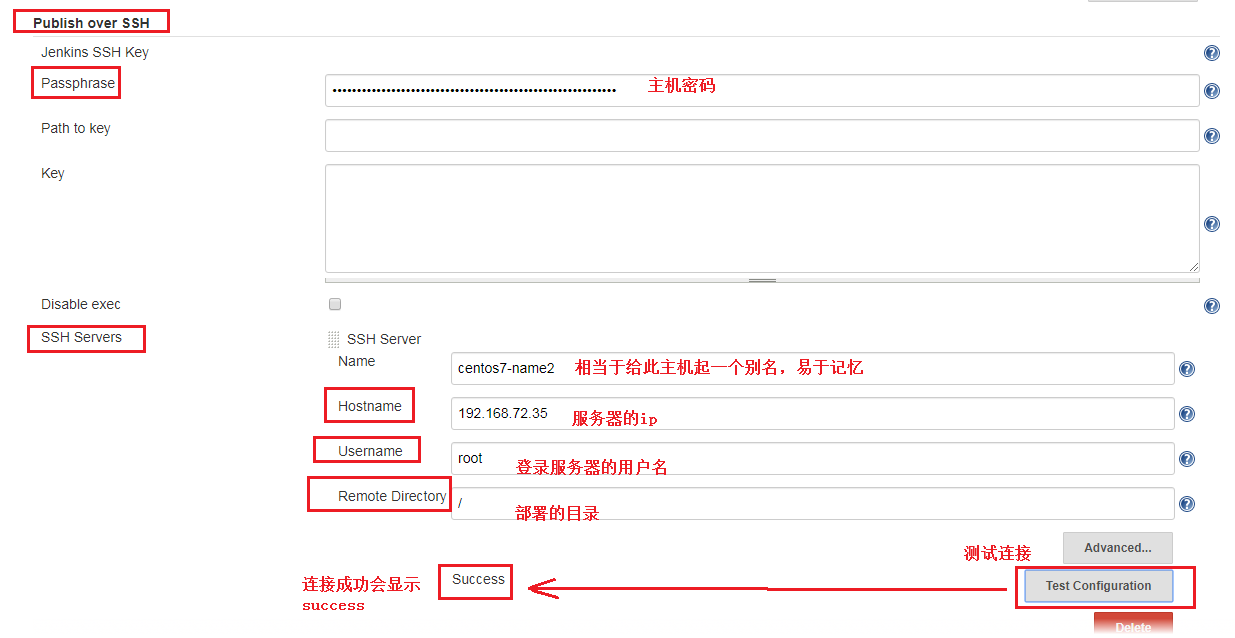 Publish over SSH
Jenkins SSH Key
Passphrase
•••••••••••••••••••••••••••••••••••••••••••••••••••••••••• 主机密码
Path to key
Key
Disable exec
SSH Servers
SSH Server
Name
centos7-name2 相当于给此主机起一个别名，易于记忆
Hostname
192.168.72.35 服务器的ip
Username
root 登录服务器的用户名
Remote Directory
/ 部署的目录
Advanced...
测试连接
Test Configuration
Success
连接成功会显示
success
Delete